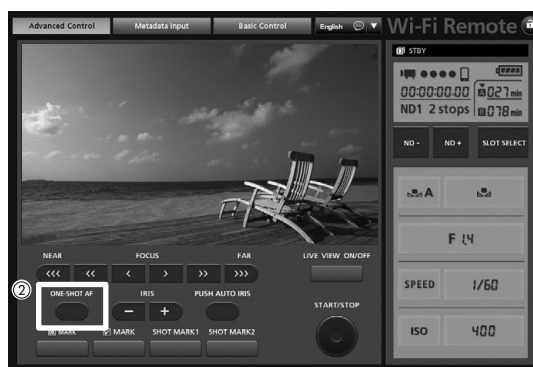 Advanced Control Metadata Input Basic Control English ▼ Wi-Fi Remote
STBY
00:00:00.00 A 027 min
ND1 2 stops B 078 min
ND - ND + SLOT SELECT
A
F 1.4
SPEED 1/60
ISO 400
NEAR FOCUS FAR LIVE VIEW ON/OFF
‹‹‹ ‹‹ ‹ › ›› ›››
② ONE-SHOT AF IRIS PUSH AUTO IRIS START/STOP
− +
MARK MARK SHOT MARK1 SHOT MARK2